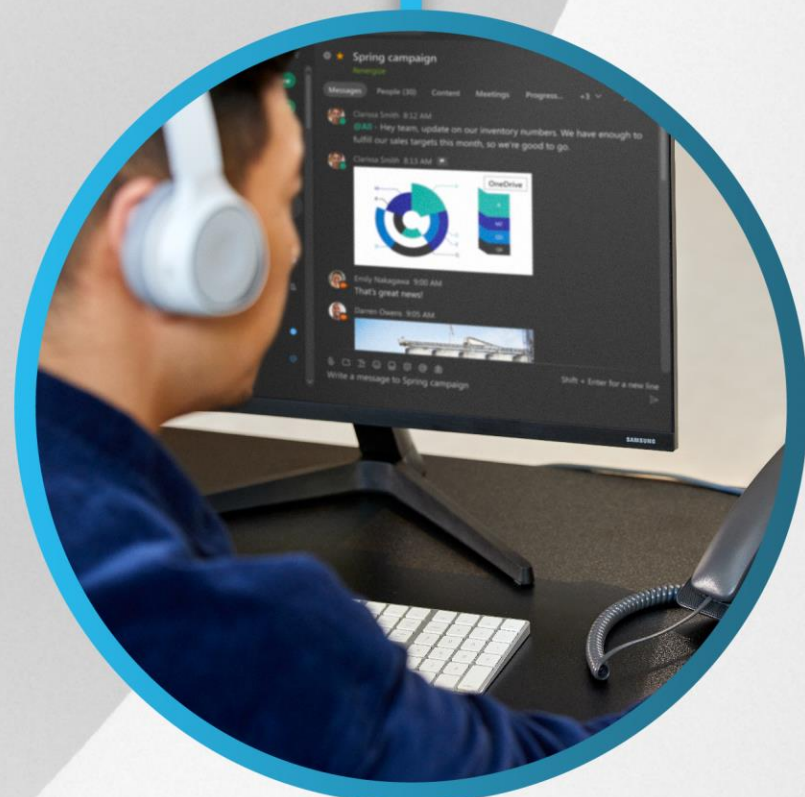 Spring campaign
Renergize
Messages People (30) Content Meetings Progress... +3
Clarissa Smith 8:12 AM
@All - Hey team, update on our inventory numbers. We have enough to
fulfill our sales targets this month, so we're good to go.
Clarissa Smith 8:13 AM
OneDrive
Emily Nakagawa 9:00 AM
That's great news!
Darren Owens 9:05 AM
Write a message to Spring campaign
Shift + Enter for a new line
SAMSUNG